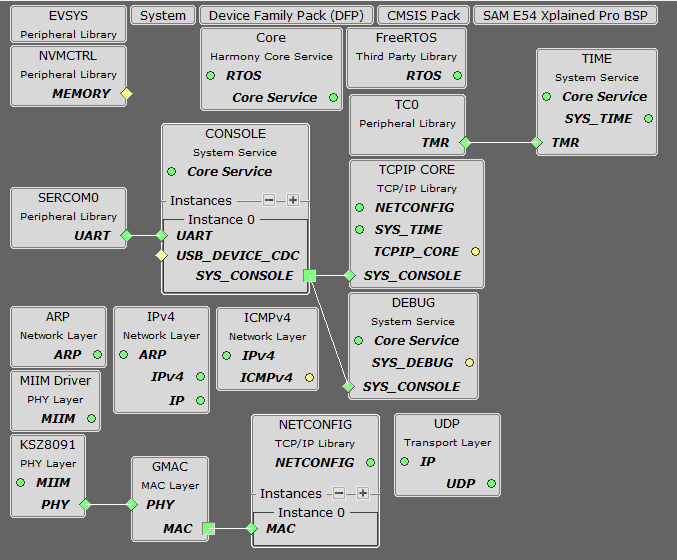 EVSYS
Peripheral Library
System
Device Family Pack (DFP)
CMSIS Pack
SAM E54 Xplained Pro BSP
NVMCTRL
Peripheral Library
MEMORY
Core
Harmony Core Service
RTOS
Core Service
FreeRTOS
Third Party Library
RTOS
TIME
System Service
Core Service
SYS_TIME
TMR
TC0
Peripheral Library
TMR
CONSOLE
System Service
Core Service
Instances
Instance 0
UART
USB_DEVICE_CDC
SYS_CONSOLE
SERCOM0
Peripheral Library
UART
TCPIP CORE
TCP/IP Library
NETCONFIG
SYS_TIME
TCPIP_CORE
SYS_CONSOLE
DEBUG
System Service
Core Service
SYS_DEBUG
SYS_CONSOLE
ARP
Network Layer
ARP
IPv4
Network Layer
ARP
IPv4
IP
ICMPv4
Network Layer
IPv4
ICMPv4
MIIM Driver
PHY Layer
MIIM
KSZ8091
PHY Layer
MIIM
PHY
GMAC
MAC Layer
PHY
MAC
NETCONFIG
TCP/IP Library
NETCONFIG
Instances
Instance 0
MAC
UDP
Transport Layer
IP
UDP